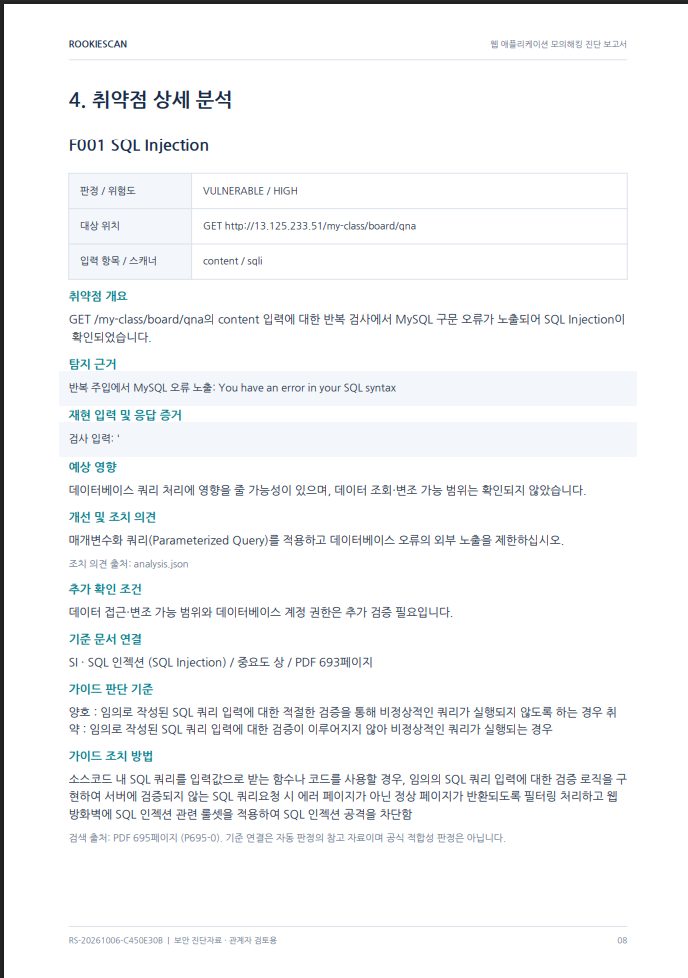 ROOKIESCAN
웹 애플리케이션 모의해킹 진단 보고서
4. 취약점 상세 분석
F001 SQL Injection
판정 / 위험도
VULNERABLE / HIGH
대상 위치
GET http://13.125.233.51/my-class/board/qna
입력 항목 / 스캐너
content / sqli
취약점 개요
GET /my-class/board/qna의 content 입력에 대한 반복 검사에서 MySQL 구문 오류가 노출되어 SQL Injection이
확인되었습니다.
탐지 근거
반복 주입에서 MySQL 오류 노출: You have an error in your SQL syntax
재현 입력 및 응답 증거
검사 입력: '
예상 영향
데이터베이스 쿼리 처리에 영향을 줄 가능성이 있으며, 데이터 조회·변조 가능 범위는 확인되지 않았습니다.
개선 및 조치 의견
매개변수화 쿼리(Parameterized Query)를 적용하고 데이터베이스 오류의 외부 노출을 제한하십시오.
조치 의견 출처: analysis.json
추가 확인 조건
데이터 접근·변조 가능 범위와 데이터베이스 계정 권한은 추가 검증 필요입니다.
기준 문서 연결
SI · SQL 인젝션 (SQL Injection) / 중요도 상 / PDF 693페이지
가이드 판단 기준
양호 : 임의로 작성된 SQL 쿼리 입력에 대한 적절한 검증을 통해 비정상적인 쿼리가 실행되지 않도록 하는 경우 취
약 : 임의로 작성된 SQL 쿼리 입력에 대한 검증이 이루어지지 않아 비정상적인 쿼리가 실행되는 경우
가이드 조치 방법
소스코드 내 SQL 쿼리를 입력값으로 받는 함수나 코드를 사용할 경우, 임의의 SQL 쿼리 입력에 대한 검증 로직을 구
현하여 서버에 검증되지 않는 SQL 쿼리요청 시 에러 페이지가 아닌 정상 페이지가 반환되도록 필터링 처리하고 웹
방화벽에 SQL 인젝션 관련 룰셋을 적용하여 SQL 인젝션 공격을 차단함
검색 출처: PDF 695페이지 (P695-0). 기준 연결은 자동 판정의 참고 자료이며 공식 적합성 판정은 아닙니다.
RS-20261006-C450E30B | 보안 진단자료 · 관계자 검토용
08